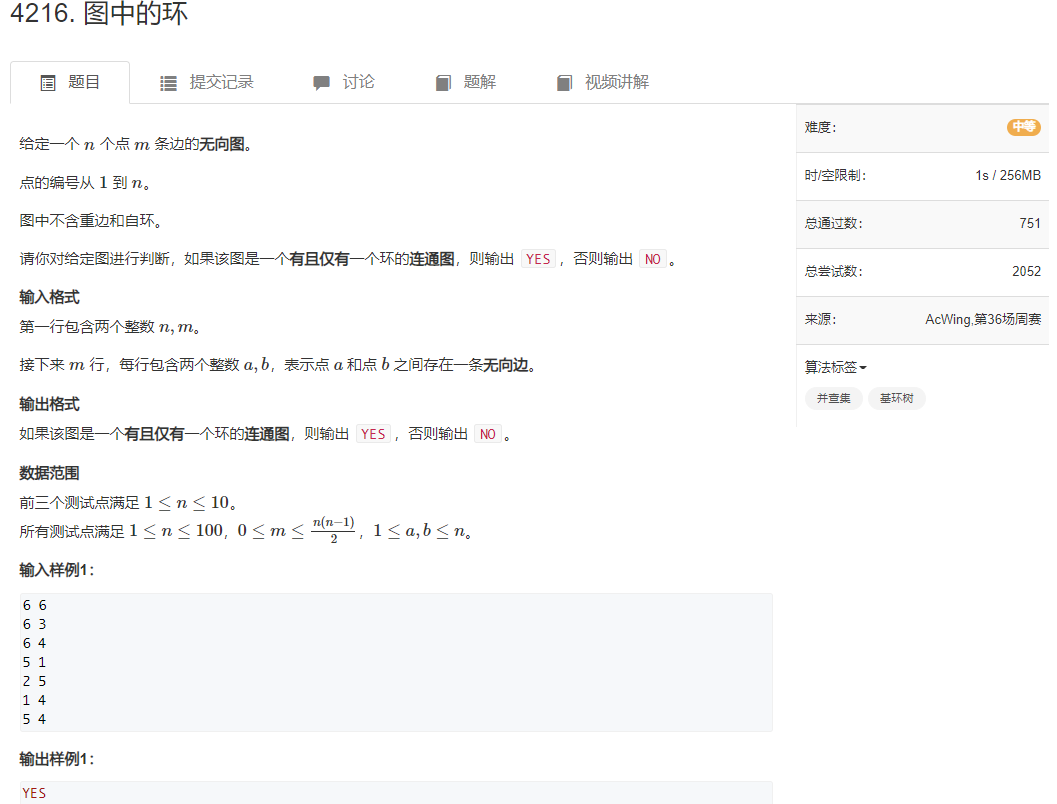 4216. 图中的环
题目 提交记录 讨论 题解 视频讲解
给定一个 n 个点 m 条边的无向图。
点的编号从 1 到 n。
图中不含重边和自环。
请你对给定图进行判断，如果该图是一个有且仅有一个环的连通图，则输出 YES ，否则输出 NO 。
输入格式
第一行包含两个整数 n,m。
接下来 m 行，每行包含两个整数 a,b，表示点 a 和点 b 之间存在一条无向边。
输出格式
如果该图是一个有且仅有一个环的连通图，则输出 YES ，否则输出 NO 。
数据范围
前三个测试点满足 1 ≤ n ≤ 10。
所有测试点满足 1 ≤ n ≤ 100，0 ≤ m ≤ n(n−1)/2，1 ≤ a,b ≤ n。
输入样例1：
6 6
6 3
6 4
5 1
2 5
1 4
5 4
输出样例1：
YES
难度： 中等
时/空限制： 1s / 256MB
总通过数： 751
总尝试数： 2052
来源： AcWing,第36场周赛
算法标签
并查集 基环树